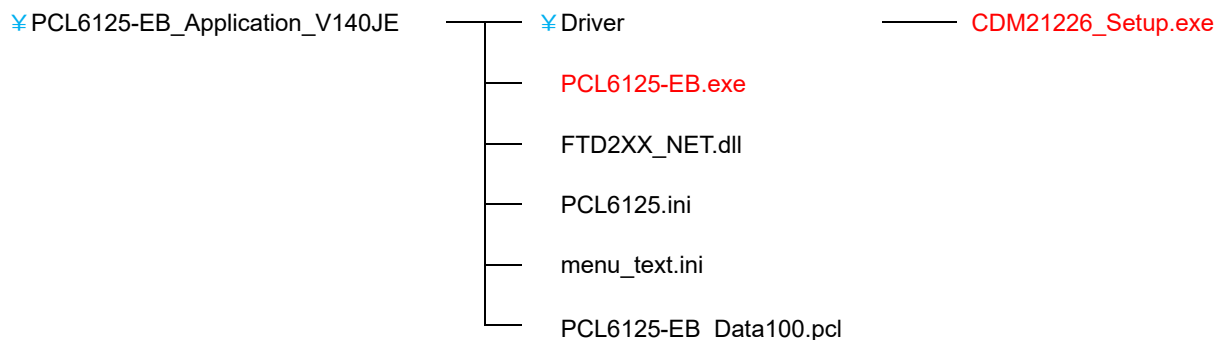 ¥PCL6125-EB_Application_V140JE ¥Driver CDM21226_Setup.exe
PCL6125-EB.exe
FTD2XX_NET.dll
PCL6125.ini
menu_text.ini
PCL6125-EB_Data100.pcl